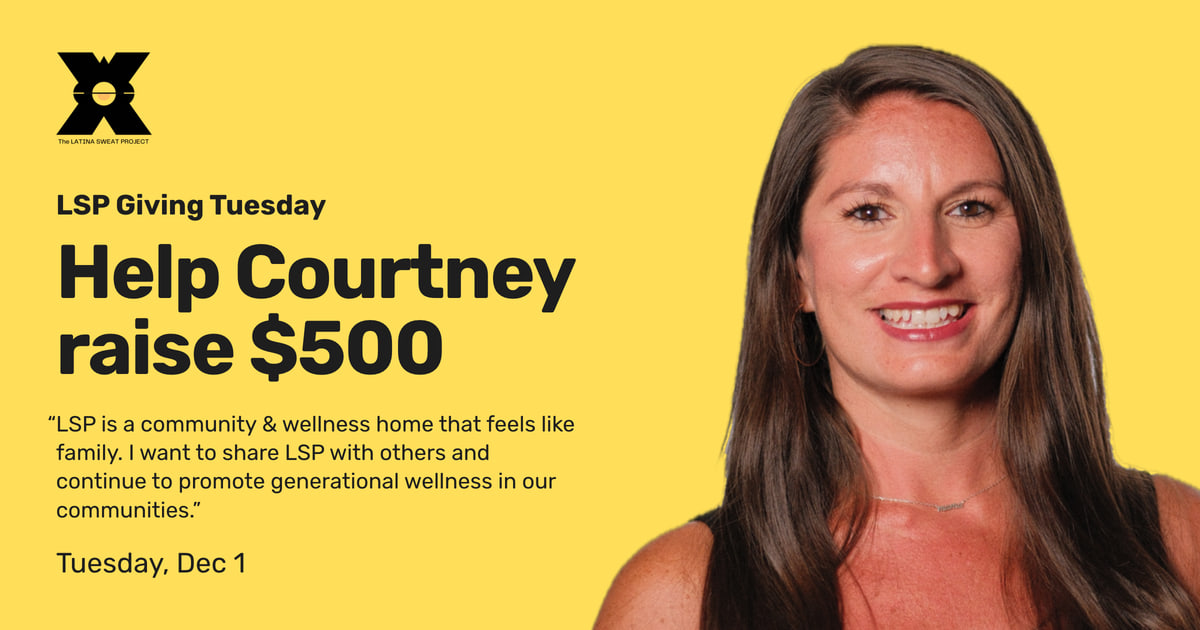 The LATINA SWEAT PROJECT
LSP Giving Tuesday
Help Courtney
raise $500
“LSP is a community & wellness home that feels like
family. I want to share LSP with others and
continue to promote generational wellness in our
communities.”
Tuesday, Dec 1